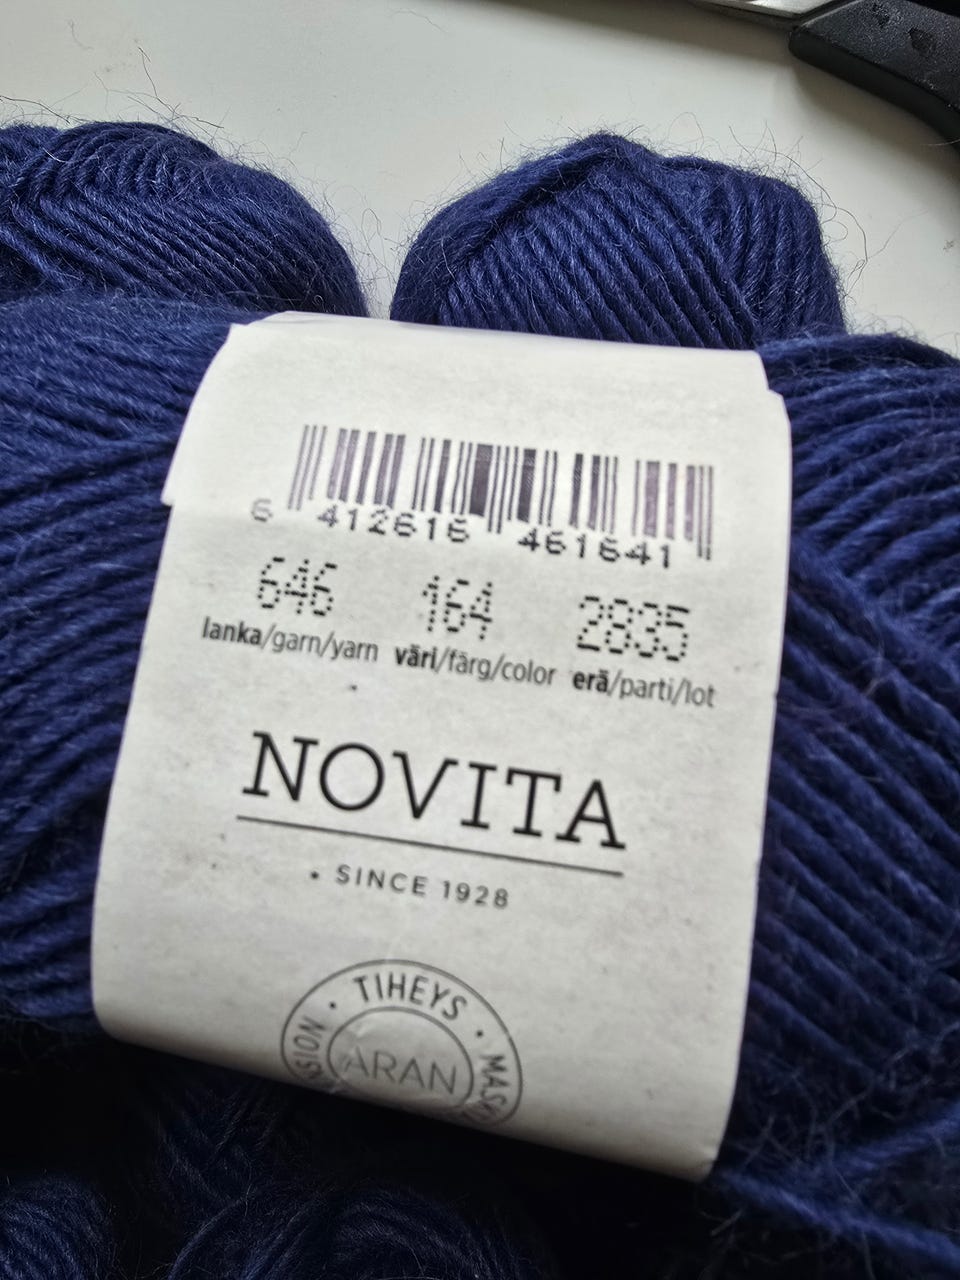 6 412616 461641
646 164 2835
lanka/garn/yarn väri/färg/color erä/parti/lot
NOVITA
• SINCE 1928
• TIHEYS •
ARAN